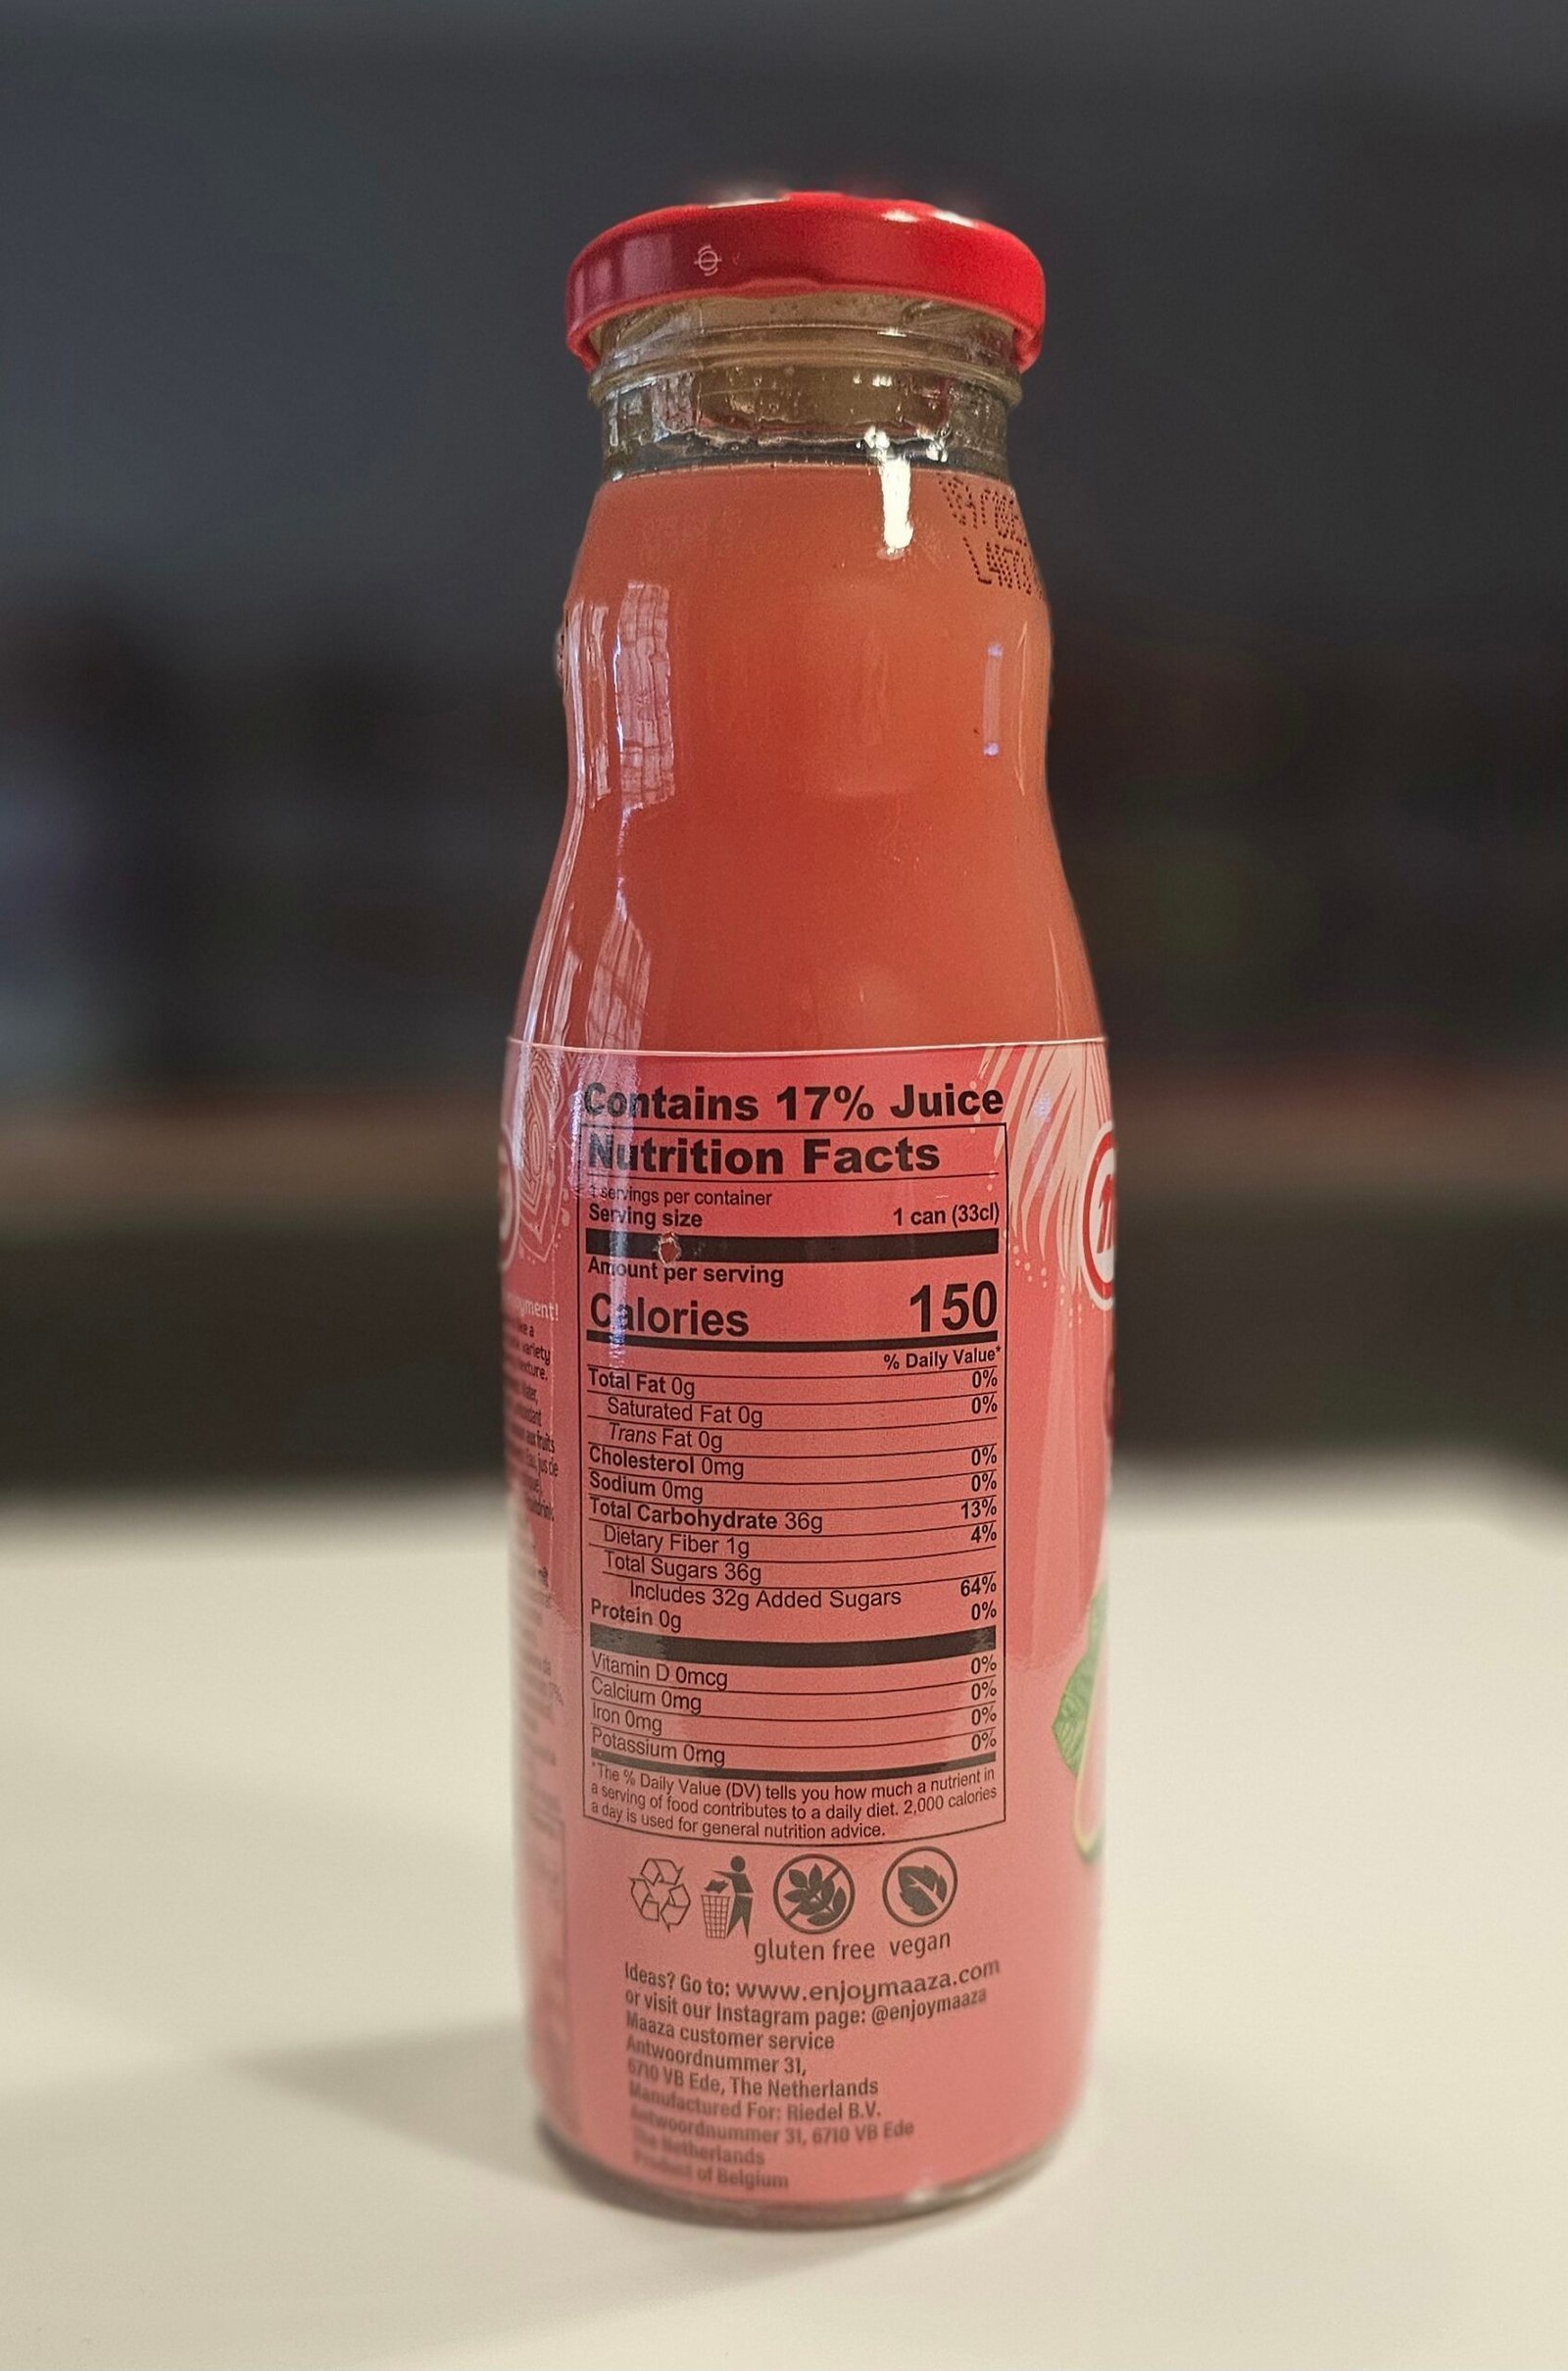 Contains 17% Juice
Nutrition Facts
1 servings per container
Serving size 1 can (33cl)
Amount per serving
Calories 150
% Daily Value*
Total Fat 0g 0%
Saturated Fat 0g 0%
Trans Fat 0g
Cholesterol 0mg 0%
Sodium 0mg 0%
Total Carbohydrate 36g 13%
Dietary Fiber 1g 4%
Total Sugars 36g
Includes 32g Added Sugars 64%
Protein 0g 0%
Vitamin D 0mcg 0%
Calcium 0mg 0%
Iron 0mg 0%
Potassium 0mg 0%
*The % Daily Value (DV) tells you how much a nutrient in
a serving of food contributes to a daily diet. 2,000 calories
a day is used for general nutrition advice.
gluten free vegan
Ideas? Go to: www.enjoymaaza.com
or visit our Instagram page: @enjoymaaza
Maaza customer service
Antwoordnummer 31,
6710 VB Ede, The Netherlands
Manufactured For: Riedel B.V.
Antwoordnummer 31, 6710 VB Ede
The Netherlands
Product of Belgium
variety
aux fruits
jus de